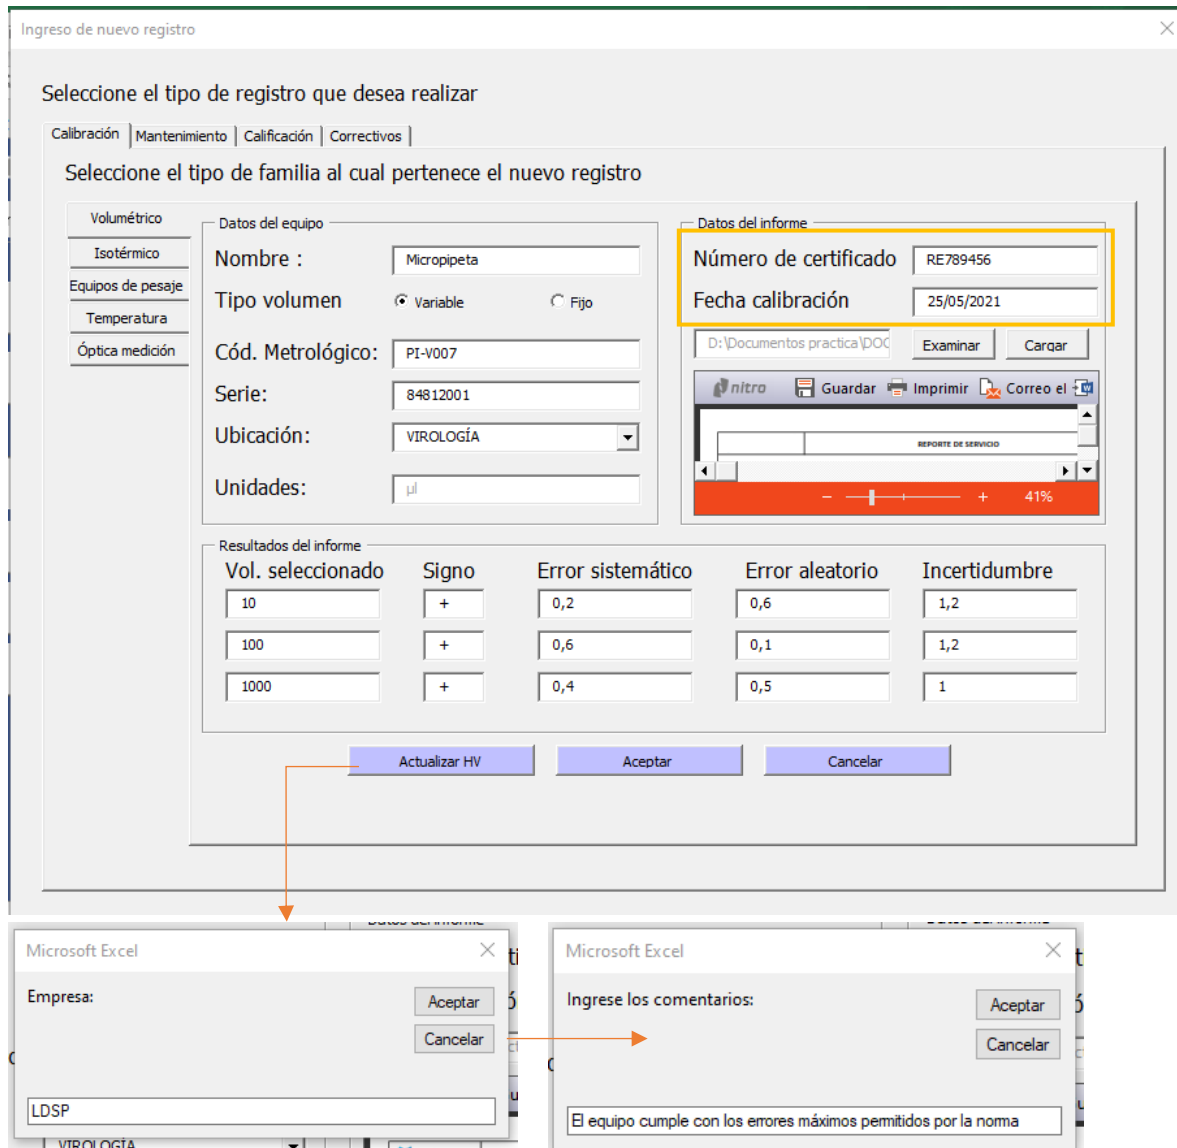 Ingreso de nuevo registro
Seleccione el tipo de registro que desea realizar
Calibración Mantenimiento Calificación Correctivos
Seleccione el tipo de familia al cual pertenece el nuevo registro
Volumétrico
Isotérmico
Equipos de pesaje
Temperatura
Óptica medición
Datos del equipo
Nombre : Micropipeta
Tipo volumen Variable Fijo
Cód. Metrológico: PI-V007
Serie: 84812001
Ubicación: VIROLOGÍA
Unidades: µl
Datos del informe
Número de certificado RE789456
Fecha calibración 25/05/2021
D:\Documentos practica\DOC Examinar Cargar
nitro Guardar Imprimir Correo el
REPORTE DE SERVICIO
41%
Resultados del informe
Vol. seleccionado Signo Error sistemático Error aleatorio Incertidumbre
10 + 0,2 0,6 1,2
100 + 0,6 0,1 1,2
1000 + 0,4 0,5 1
Actualizar HV Aceptar Cancelar
Microsoft Excel
Empresa:
Aceptar
Cancelar
LDSP
VIROLOGÍA
Microsoft Excel
Ingrese los comentarios:
Aceptar
Cancelar
El equipo cumple con los errores máximos permitidos por la norma